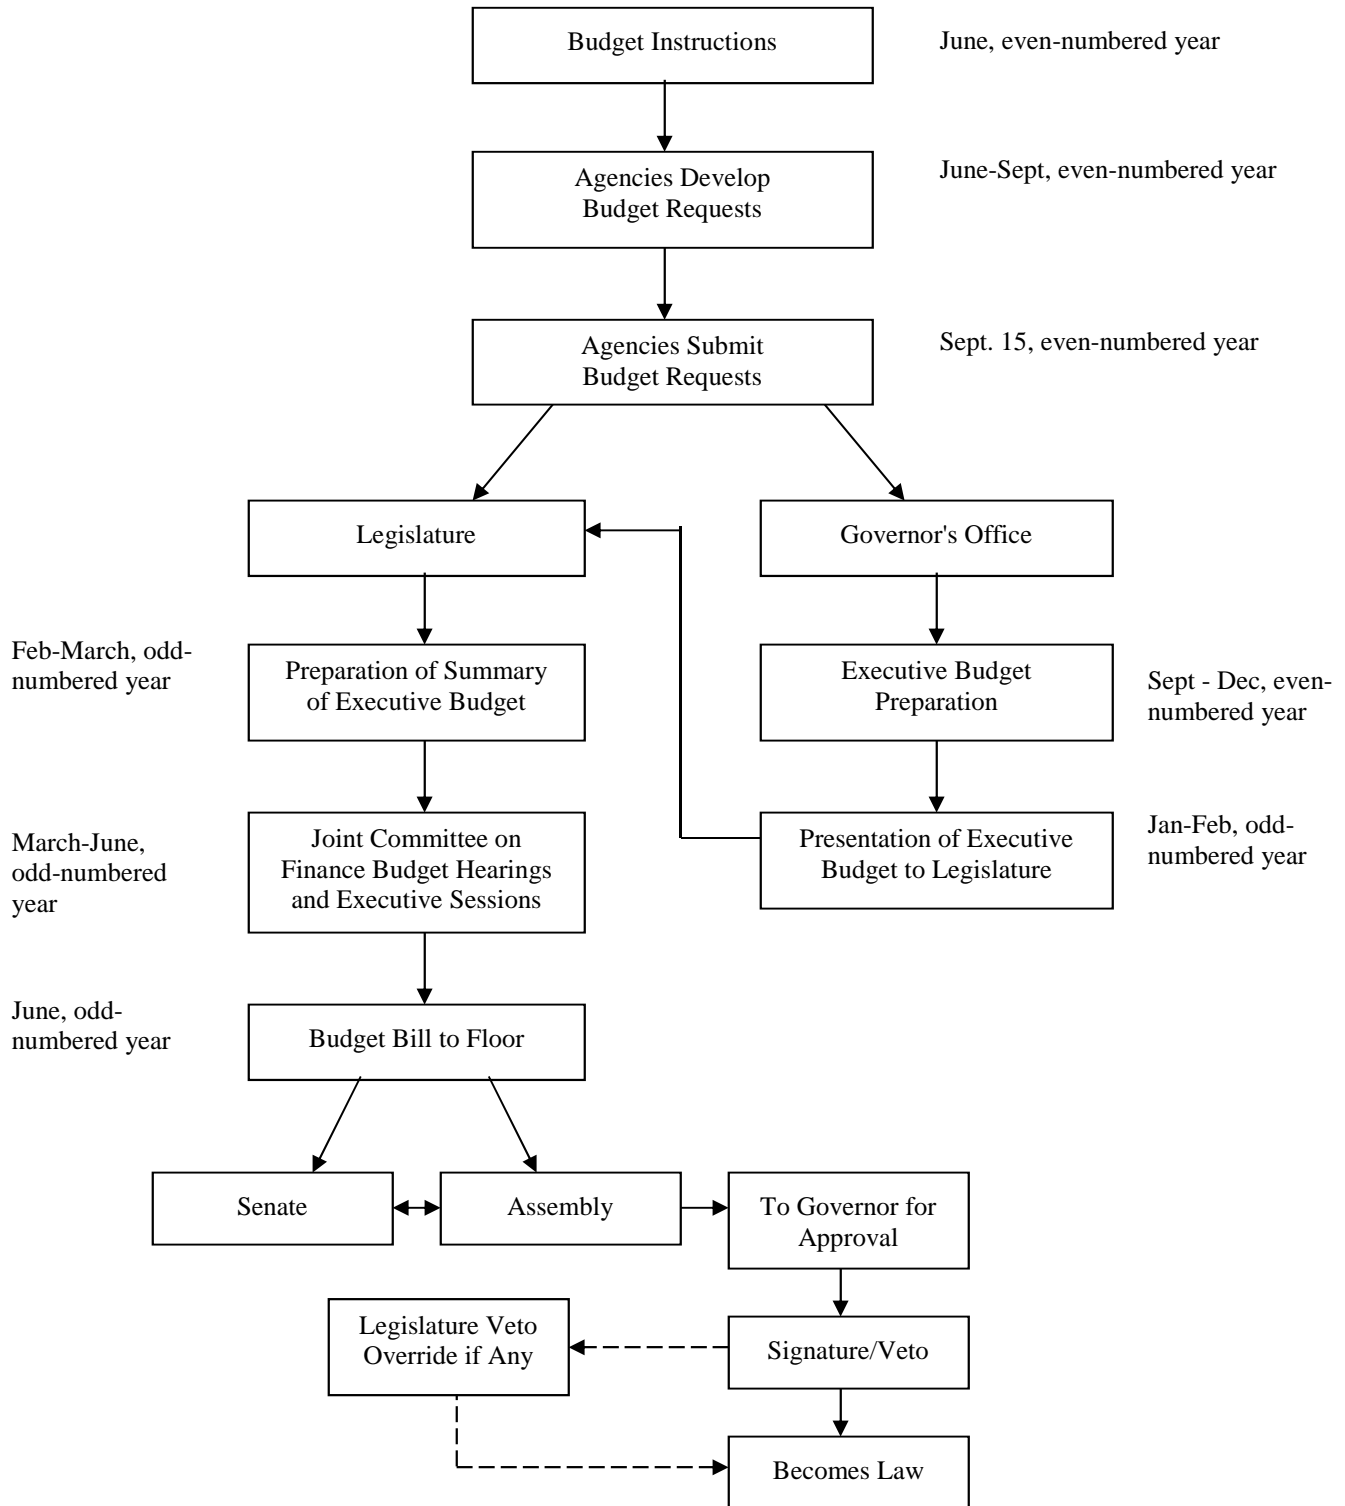 Budget Instructions
June, even-numbered year
Agencies Develop
Budget Requests
June-Sept, even-numbered year
Agencies Submit
Budget Requests
Sept. 15, even-numbered year
Legislature
Governor's Office
Feb-March, odd-
numbered year
Preparation of Summary
of Executive Budget
Executive Budget
Preparation
Sept - Dec, even-
numbered year
March-June,
odd-numbered
year
Joint Committee on
Finance Budget Hearings
and Executive Sessions
Presentation of Executive
Budget to Legislature
Jan-Feb, odd-
numbered year
June, odd-
numbered year
Budget Bill to Floor
Senate
Assembly
To Governor for
Approval
Legislature Veto
Override if Any
Signature/Veto
Becomes Law